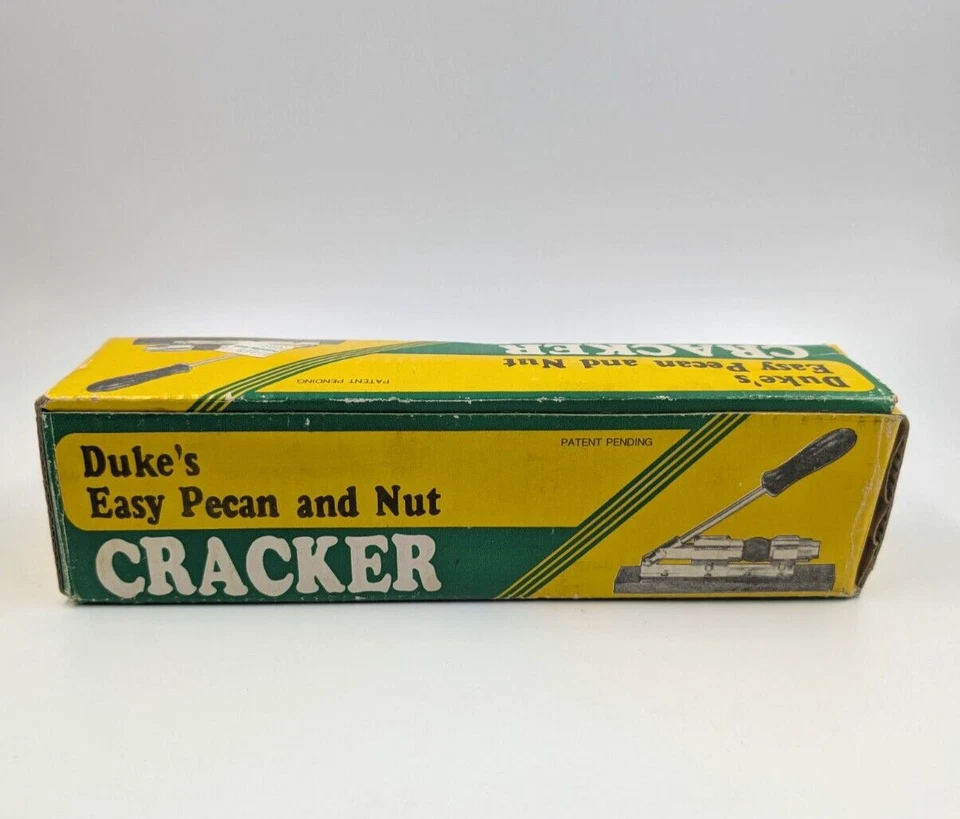 CRACKER
Duke's
Easy Pecan and Nut
PATENT PENDING
Duke's
Easy Pecan and Nut
CRACKER
PATENT PENDING